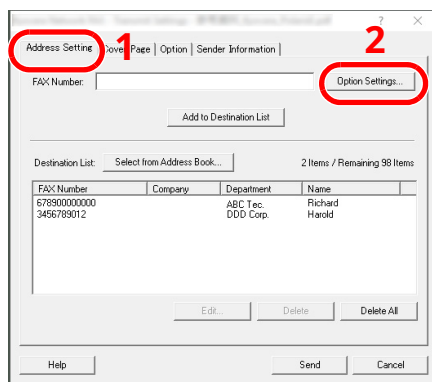 ? ×
Address Setting Cover Page | Option | Sender Information |
1 2
FAX Number: Option Settings...
Add to Destination List
Destination List: Select from Address Book... 2 Items / Remaining 98 Items
FAX Number Company Department Name
678900000000 ABC Tec. Richard
3456789012 DDD Corp. Harold
Edit... Delete Delete All
Help Send Cancel